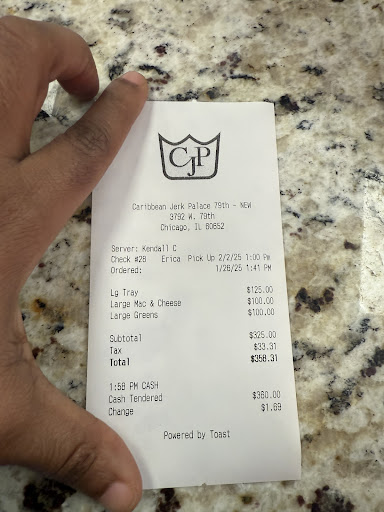 CJP
Caribbean Jerk Palace 79th - NEW
3792 W. 79th
Chicago, IL 60652
Server: Kendall C
Check #28 Erica Pick Up 2/2/25 1:00 PM
Ordered: 1/26/25 1:41 PM
Lg Tray $125.00
Large Mac & Cheese $100.00
Large Greens $100.00
Subtotal $325.00
Tax $33.31
Total $358.31
1:58 PM CASH
Cash Tendered $360.00
Change $1.69
Powered by Toast